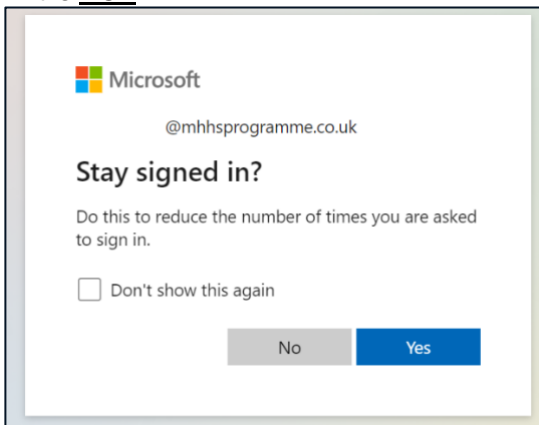 Microsoft
@mhhsprogramme.co.uk
Stay signed in?
Do this to reduce the number of times you are asked
to sign in.
Don't show this again
No
Yes